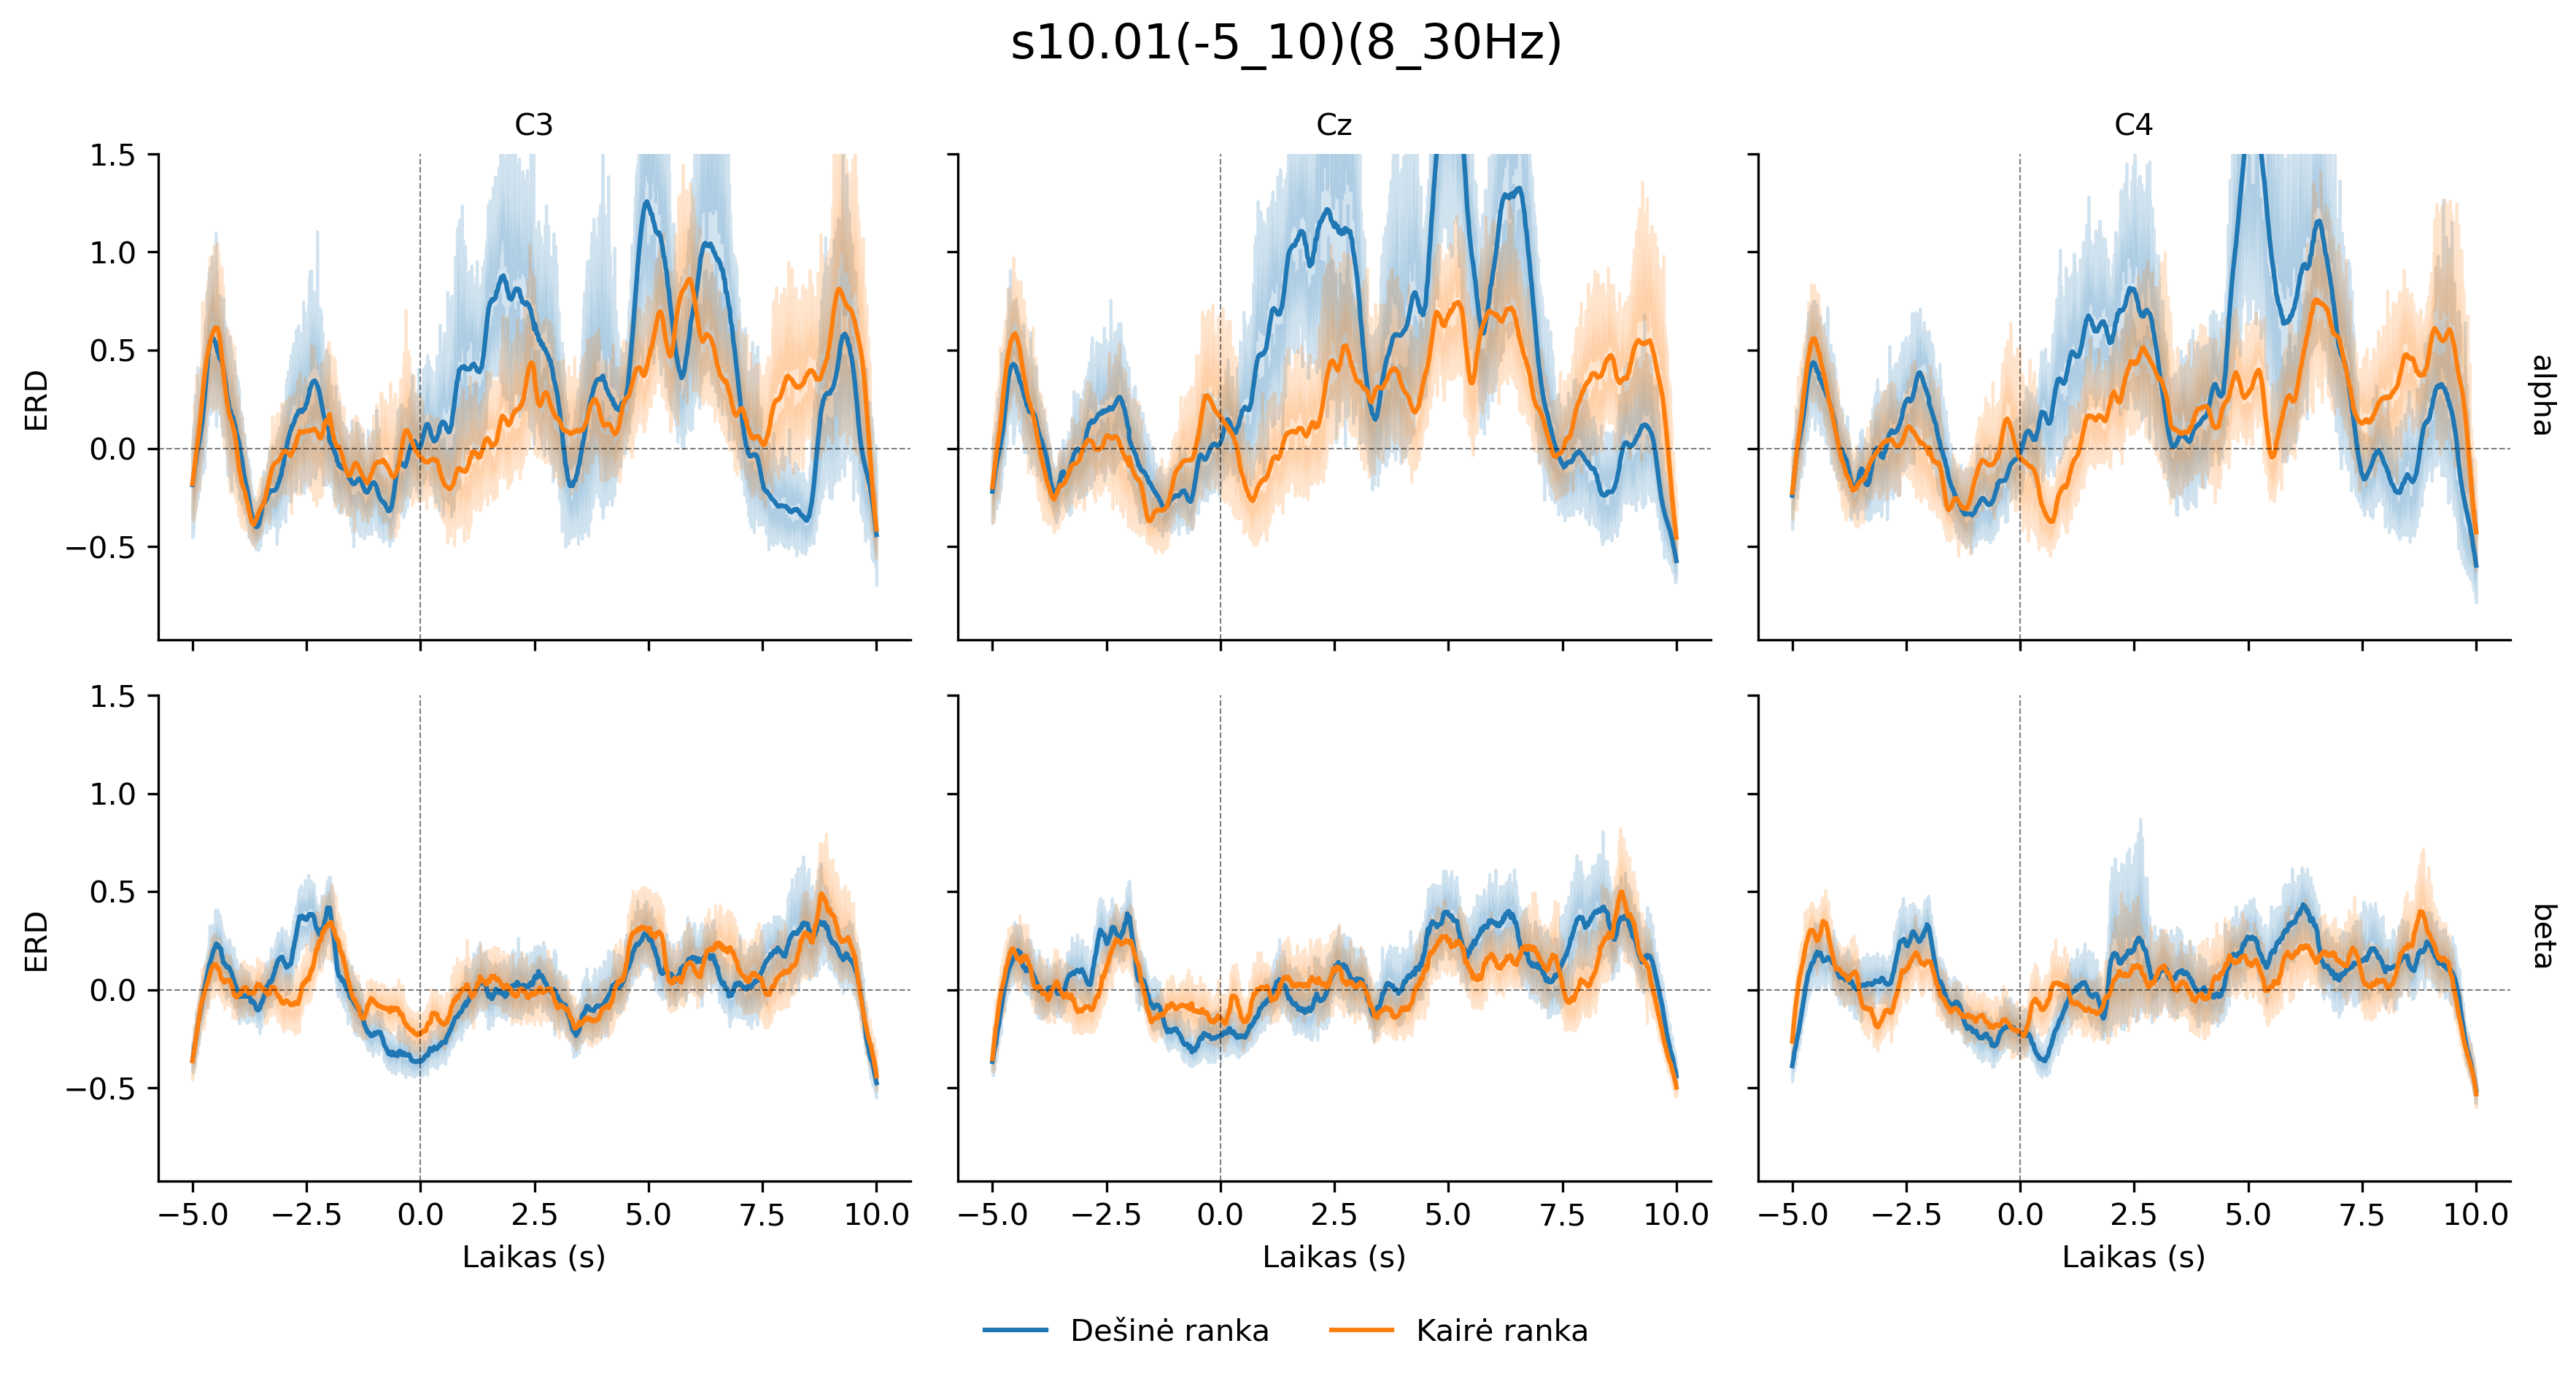 s10.01(-5_10)(8_30Hz)
C3 Cz C4
1.5
1.0
0.5
0.0
−0.5
ERD
alpha
1.5
1.0
0.5
0.0
−0.5
ERD
beta
−5.0 −2.5 0.0 2.5 5.0 7.5 10.0 −5.0 −2.5 0.0 2.5 5.0 7.5 10.0 −5.0 −2.5 0.0 2.5 5.0 7.5 10.0
Laikas (s) Laikas (s) Laikas (s)
Dešinė ranka Kairė ranka